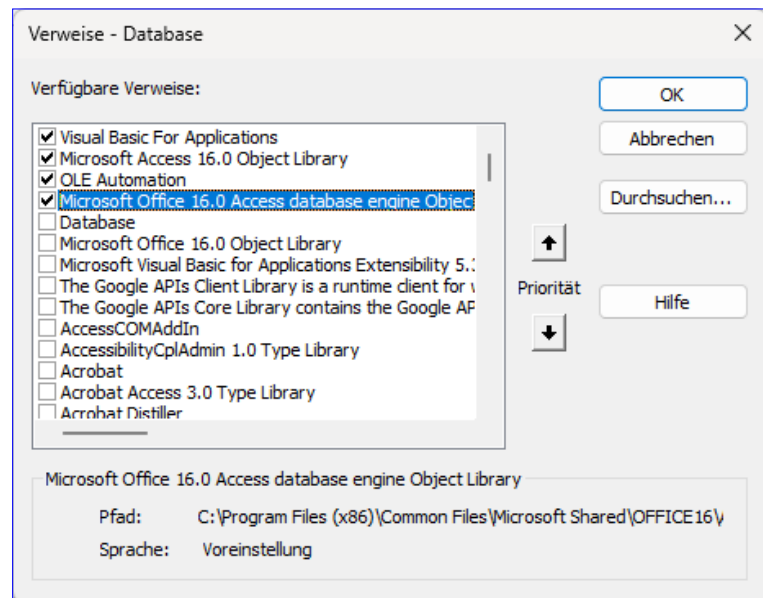 Verweise - Database
Verfügbare Verweise:
OK
Abbrechen
Durchsuchen...
Hilfe
Visual Basic For Applications
Microsoft Access 16.0 Object Library
OLE Automation
Microsoft Office 16.0 Access database engine Objec
Database
Microsoft Office 16.0 Object Library
Microsoft Visual Basic for Applications Extensibility 5.
The Google APIs Client Library is a runtime client for
The Google APIs Core Library contains the Google AP
AccessCOMAddIn
AccessibilityCplAdmin 1.0 Type Library
Acrobat
Acrobat Access 3.0 Type Library
Acrobat Distiller
Priorität
Microsoft Office 16.0 Access database engine Object Library
Pfad: C:\Program Files (x86)\Common Files\Microsoft Shared\OFFICE16\
Sprache: Voreinstellung